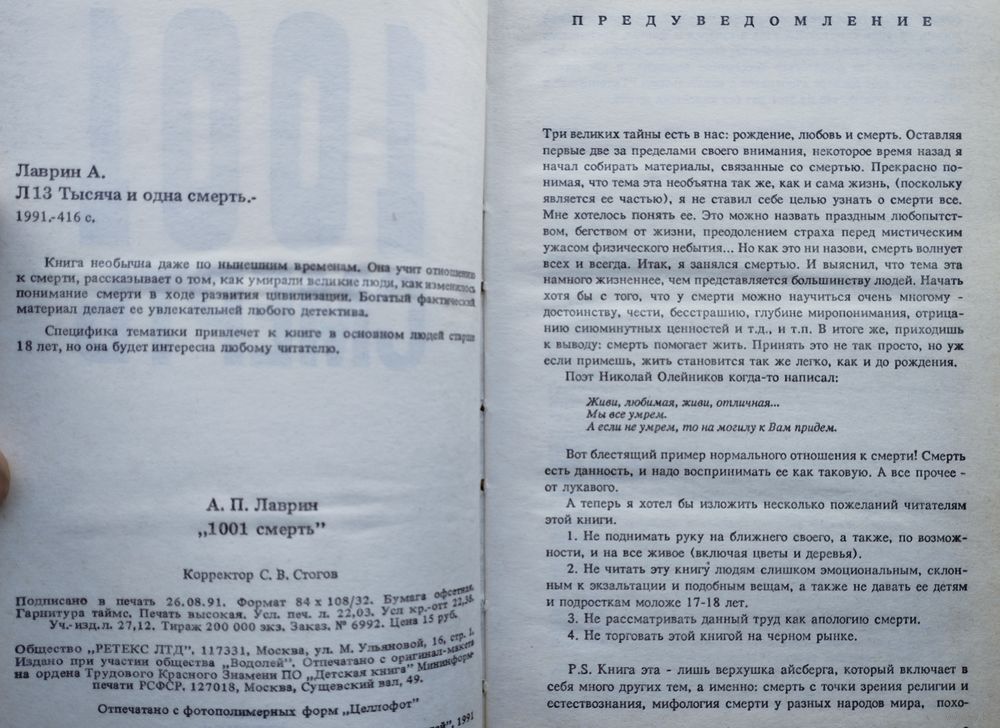 Лаврин А.
Л13 Тысяча и одна смерть.-
1991.-416 с.
Книга необычна даже по нынешним временам. Она учит отношению
к смерти, рассказывает о том, как умирали великие люди, как изменялось
понимание смерти в ходе развития цивилизации. Богатый фактический
материал делает ее увлекательней любого детектива.
Специфика тематики привлечет к книге в основном людей старше
18 лет, но она будет интересна любому читателю.
А. П. Лаврин
„1001 смерть”
Корректор С. В. Стогов
Подписано в печать 26.08.91. Формат 84 х 108/32. Бумага офсетная.
Гарнитура таймс. Печать высокая. Усл. печ. л. 22,03. Усл кр.-отт 22,38.
Уч.-изд.л. 27,12. Тираж 200 000 экз. Заказ. № 6992. Цена 15 руб.
Общество „РЕТЕКС ЛТД”. 117331, Москва, ул. М. Ульяновой, 16, стр. 1.
Издано при участии общества „Водолей”. Отпечатано с оригинал-макета
на ордена Трудового Красного Знамени ПО „Детская книга” Мининформ
печати РСФСР. 127018, Москва, Сущевский вал, 49.
Отпечатано с фотополимерных форм „Целлофот”
1991
ПРЕДУВЕДОМЛЕНИЕ
Три великих тайны есть в нас: рождение, любовь и смерть. Оставляя
первые две за пределами своего внимания, некоторое время назад я
начал собирать материалы, связанные со смертью. Прекрасно по-
нимая, что тема эта необъятна так же, как и сама жизнь, (поскольку
является ее частью), я не ставил себе целью узнать о смерти все.
Мне хотелось понять ее. Это можно назвать праздным любопытст-
вом, бегством от жизни, преодолением страха перед мистическим
ужасом физического небытия... Но как это ни назови, смерть волнует
всех и всегда. Итак, я занялся смертью. И выяснил, что тема эта
намного жизненнее, чем представляется большинству людей. Начать
хотя бы с того, что у смерти можно научиться очень многому -
достоинству, чести, бесстрашию, глубине миропонимания, отрица-
нию сиюминутных ценностей и т.д., и т.п. В итоге же, приходишь
к выводу: смерть помогает жить. Принять это не так просто, но уж
если примешь, жить становится так же легко, как и до рождения.
Поэт Николай Олейников когда-то написал:
Живи, любимая, живи, отличная...
Мы все умрем.
А если не умрем, то на могилу к Вам придем.
Вот блестящий пример нормального отношения к смерти! Смерть
есть данность, и надо воспринимать ее как таковую. А все прочее -
от лукавого.
А теперь я хотел бы изложить несколько пожеланий читателям
этой книги.
1. Не поднимать руку на ближнего своего, а также, по возмож-
ности, и на все живое (включая цветы и деревья).
2. Не читать эту книгу людям слишком эмоциональным, склон-
ным к экзальтации и подобным вещам, а также не давать ее детям
и подросткам моложе 17-18 лет.
3. Не рассматривать данный труд как апологию смерти.
4. Не торговать этой книгой на черном рынке.
P.S. Книга эта - лишь верхушка айсберга, который включает в
себя много других тем, а именно: смерть с точки зрения религии и
естествознания, мифология смерти у разных народов мира, похо-